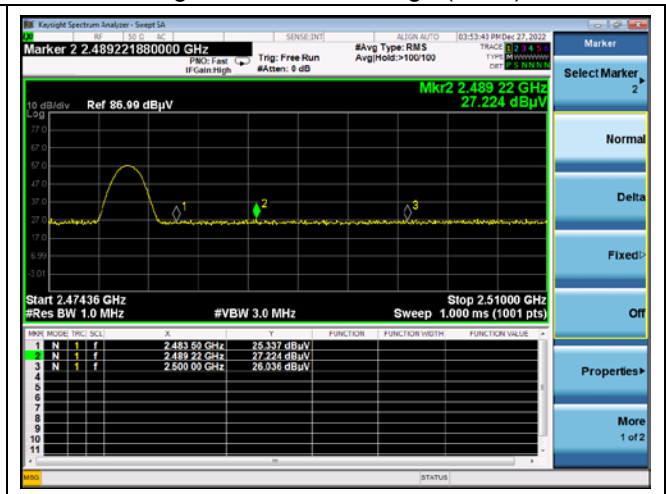 Keysight Spectrum Analyzer - Swept SA
RF 50 Ω AC SENSE:INT ALIGN AUTO 03:53:43 PM Dec 27, 2022
Marker 2 2.489221880000 GHz
PNO: Fast
IFGain:High
Trig: Free Run
#Atten: 0 dB
#Avg Type: RMS
Avg|Hold:>100/100
TRACE 1 2 3 4 5 6
TYPE MWWWWW
DET P S N N N N
Mkr2 2.489 22 GHz
27.224 dBµV
10 dB/div Ref 86.99 dBµV
Log
77.0
67.0
57.0
47.0
37.0
27.0
17.0
6.99
-3.01
1
2
3
Start 2.47436 GHz Stop 2.51000 GHz
#Res BW 1.0 MHz #VBW 3.0 MHz Sweep 1.000 ms (1001 pts)
MKR MODE TRC SCL X Y FUNCTION FUNCTION WIDTH FUNCTION VALUE
1 N 1 f 2.483 50 GHz 25.337 dBµV
2 N 1 f 2.489 22 GHz 27.224 dBµV
3 N 1 f 2.500 00 GHz 26.036 dBµV
4
5
6
7
8
9
10
11
MSG STATUS
Marker
Select Marker
2
Normal
Delta
Fixed
Off
Properties
More
1 of 2